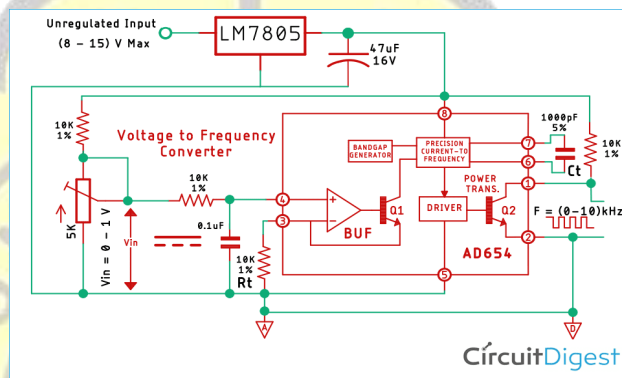 Unregulated Input
(8 - 15) V Max
LM7805
47uF
16V
10K
1%
Voltage to Frequency
Converter
8
BANDGAP
GENERATOR
PRECISION
CURRENT-TO
FREQUENCY
7
6
1000pF
5%
Ct
10K
1%
10K
1%
4
3
BUF
Q1
POWER
TRANS.
1
DRIVER
Q2
2
F = (0-10)kHz
5K
Vin = 0 - 1 V
Vin
0.1uF
10K
1%
Rt
AD654
5
A
D
CircuitDigest